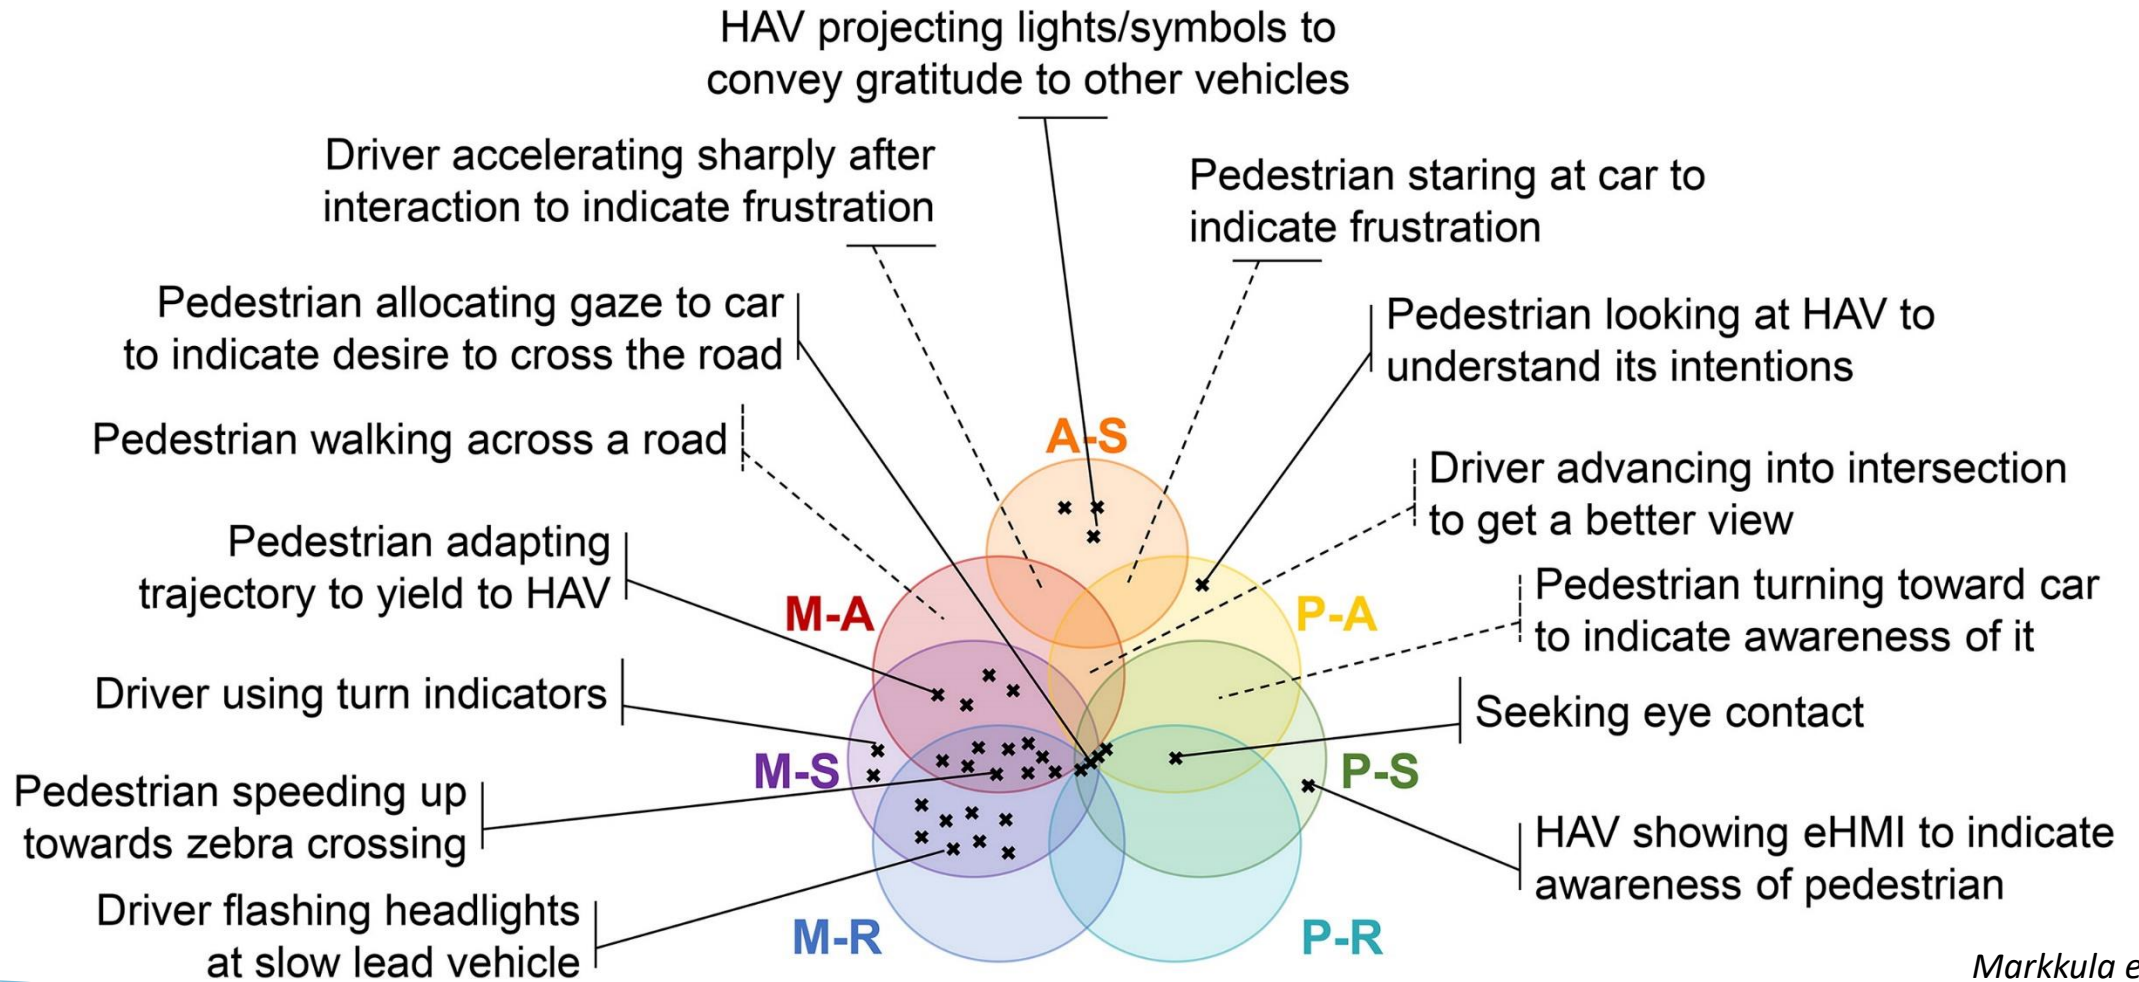 HAV projecting lights/symbols to
convey gratitude to other vehicles
Driver accelerating sharply after
interaction to indicate frustration
Pedestrian staring at car to
indicate frustration
Pedestrian allocating gaze to car
to indicate desire to cross the road
Pedestrian looking at HAV to
understand its intentions
Pedestrian walking across a road
A-S
Driver advancing into intersection
to get a better view
Pedestrian adapting
trajectory to yield to HAV
M-A
P-A
Pedestrian turning toward car
to indicate awareness of it
Driver using turn indicators
Seeking eye contact
M-S
P-S
Pedestrian speeding up
towards zebra crossing
HAV showing eHMI to indicate
awareness of pedestrian
Driver flashing headlights
at slow lead vehicle
M-R
P-R
Markkula e